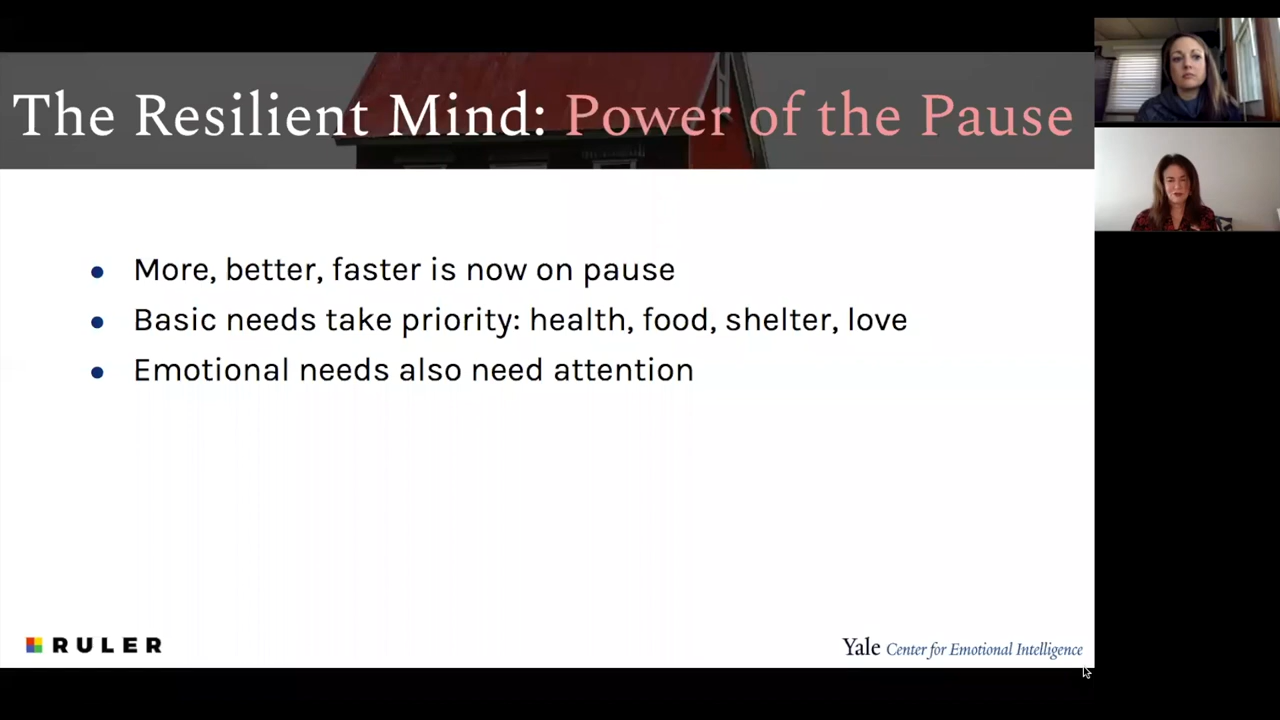 The Resilient Mind: Power of the Pause
More, better, faster is now on pause
Basic needs take priority: health, food, shelter, love
Emotional needs also need attention
RULER
Yale Center for Emotional Intelligence